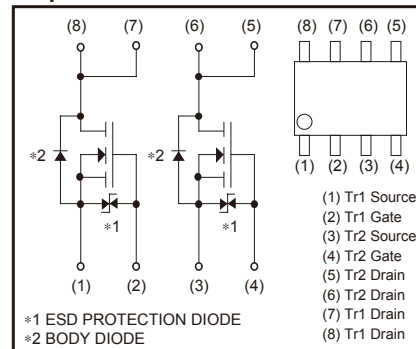 (8) (7) (6) (5)
*2 *2
*1 *1
(1) (2) (3) (4)
*1 ESD PROTECTION DIODE
*2 BODY DIODE
(8) (7) (6) (5)
(1) (2) (3) (4)
(1) Tr1 Source
(2) Tr1 Gate
(3) Tr2 Source
(4) Tr2 Gate
(5) Tr2 Drain
(6) Tr2 Drain
(7) Tr1 Drain
(8) Tr1 Drain